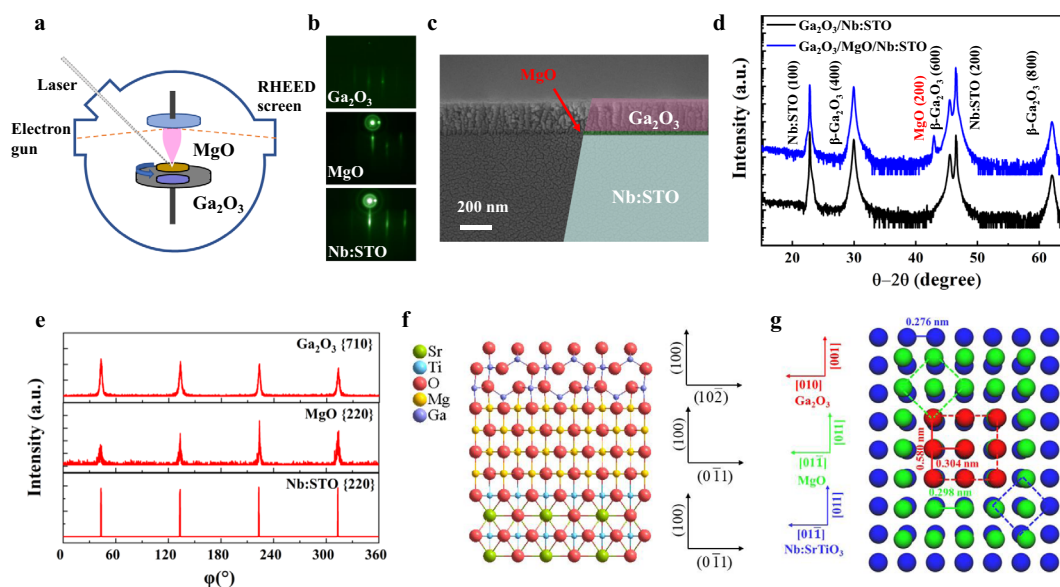 a
Laser
Electron
gun
RHEED
screen
MgO
Ga₂O₃
b
Ga₂O₃
MgO
Nb:STO
c
MgO
Ga₂O₃
Nb:STO
200 nm
d
Intensity (a.u.)
Ga₂O₃/Nb:STO
Ga₂O₃/MgO/Nb:STO
Nb:STO (100)
β-Ga₂O₃ (400)
MgO (200)
β-Ga₂O₃ (600)
Nb:STO (200)
β-Ga₂O₃ (800)
20 30 40 50 60
θ–2θ (degree)
e
Intensity (a.u.)
Ga₂O₃ {710}
MgO {220}
Nb:STO {220}
0 60 120 180 240 300 360
φ(°)
f
Sr
Ti
O
Mg
Ga
(100)
(102̅)
(100)
(01̅1)
(100)
(01̅1)
g
[001]
[010]
Ga₂O₃
[011]
[011̅]
MgO
[011]
[011̅]
Nb:SrTiO₃
0.276 nm
0.580 nm
0.304 nm
0.298 nm